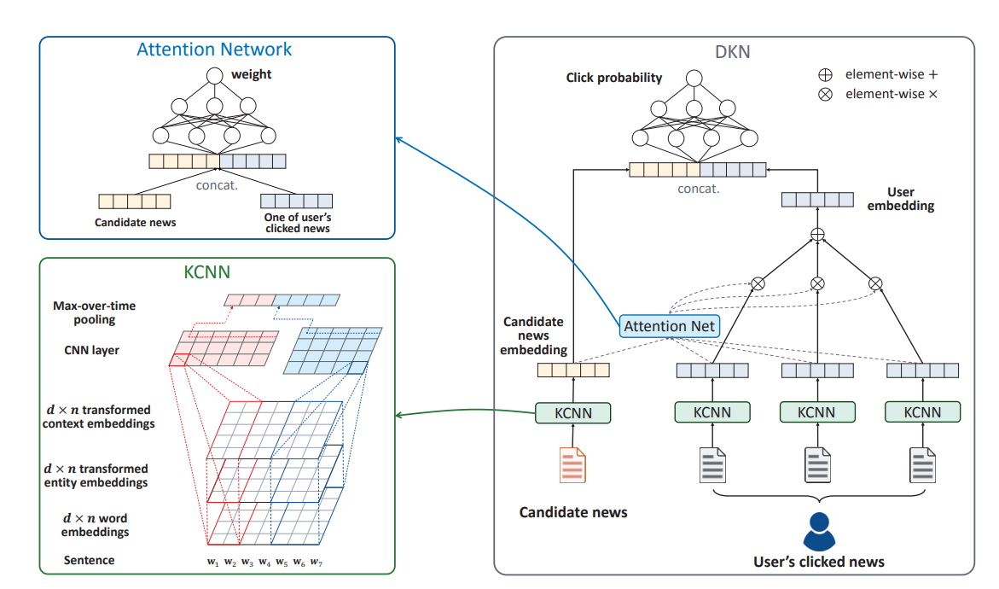 Attention Network
weight
concat.
Candidate news
One of user's
clicked news
KCNN
Max-over-time
pooling
CNN layer
d × n transformed
context embeddings
d × n transformed
entity embeddings
d × n word
embeddings
Sentence
w1 w2 w3 w4 w5 w6 w7
DKN
Click probability
element-wise +
element-wise ×
concat.
User
embedding
Attention Net
Candidate
news
embedding
KCNN
KCNN
KCNN
KCNN
Candidate news
User's clicked news